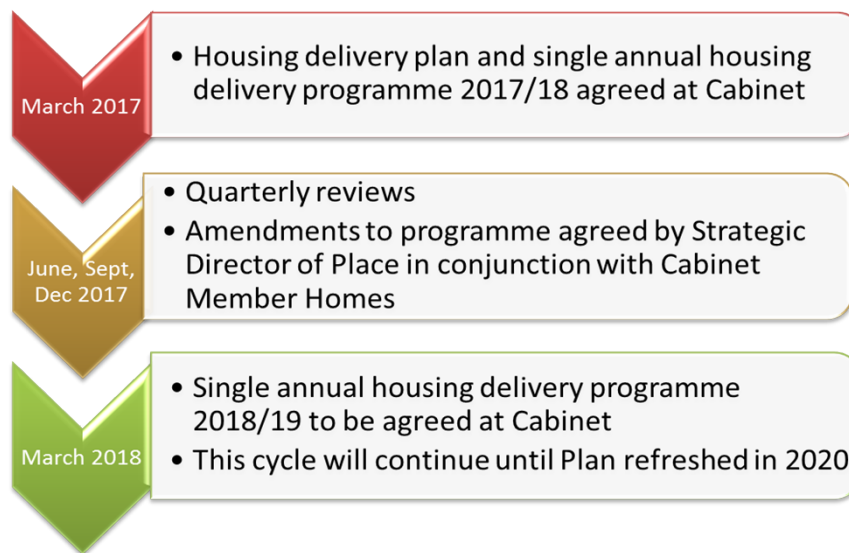 March 2017
• Housing delivery plan and single annual housing
delivery programme 2017/18 agreed at Cabinet
June, Sept,
Dec 2017
• Quarterly reviews
• Amendments to programme agreed by Strategic
Director of Place in conjunction with Cabinet
Member Homes
March 2018
• Single annual housing delivery programme
2018/19 to be agreed at Cabinet
• This cycle will continue until Plan refreshed in 2020